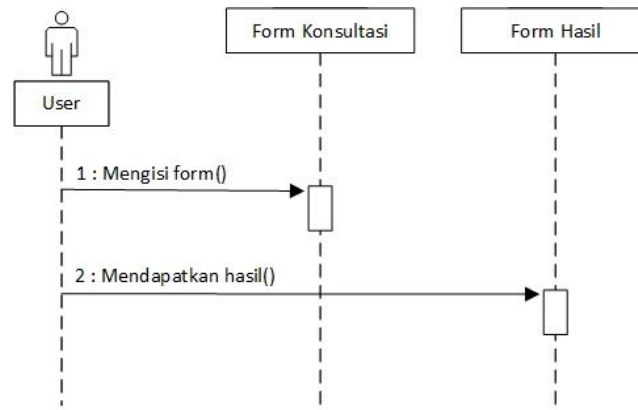 Form Konsultasi
Form Hasil
User
1 : Mengisi form()
2 : Mendapatkan hasil()